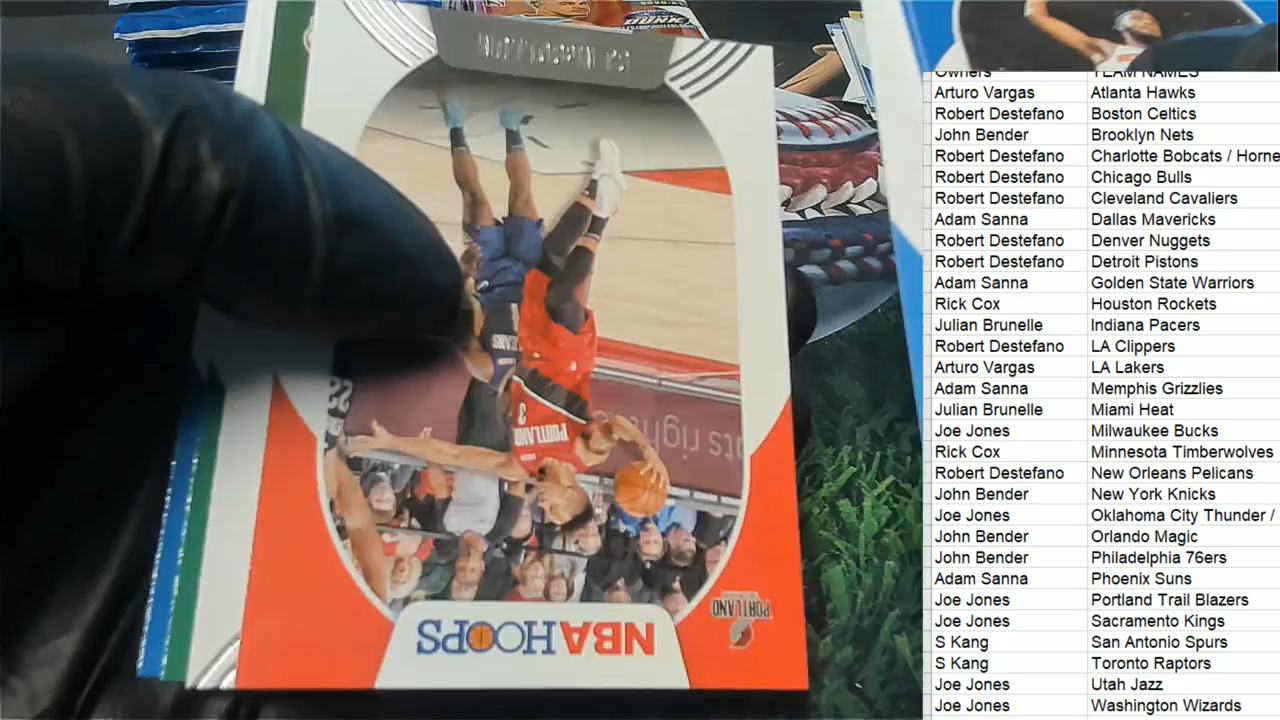 Owners TEAM NAMES
Arturo Vargas Atlanta Hawks
Robert Destefano Boston Celtics
John Bender Brooklyn Nets
Robert Destefano Charlotte Bobcats / Horne
Robert Destefano Chicago Bulls
Robert Destefano Cleveland Cavaliers
Adam Sanna Dallas Mavericks
Robert Destefano Denver Nuggets
Robert Destefano Detroit Pistons
Adam Sanna Golden State Warriors
Rick Cox Houston Rockets
Julian Brunelle Indiana Pacers
Robert Destefano LA Clippers
Arturo Vargas LA Lakers
Adam Sanna Memphis Grizzlies
Julian Brunelle Miami Heat
Joe Jones Milwaukee Bucks
Rick Cox Minnesota Timberwolves
Robert Destefano New Orleans Pelicans
John Bender New York Knicks
Joe Jones Oklahoma City Thunder /
John Bender Orlando Magic
John Bender Philadelphia 76ers
Adam Sanna Phoenix Suns
Joe Jones Portland Trail Blazers
Joe Jones Sacramento Kings
S Kang San Antonio Spurs
S Kang Toronto Raptors
Joe Jones Utah Jazz
Joe Jones Washington Wizards
NBA HOOPS
PORTLAND
PORTLAND
3
ts righ
22